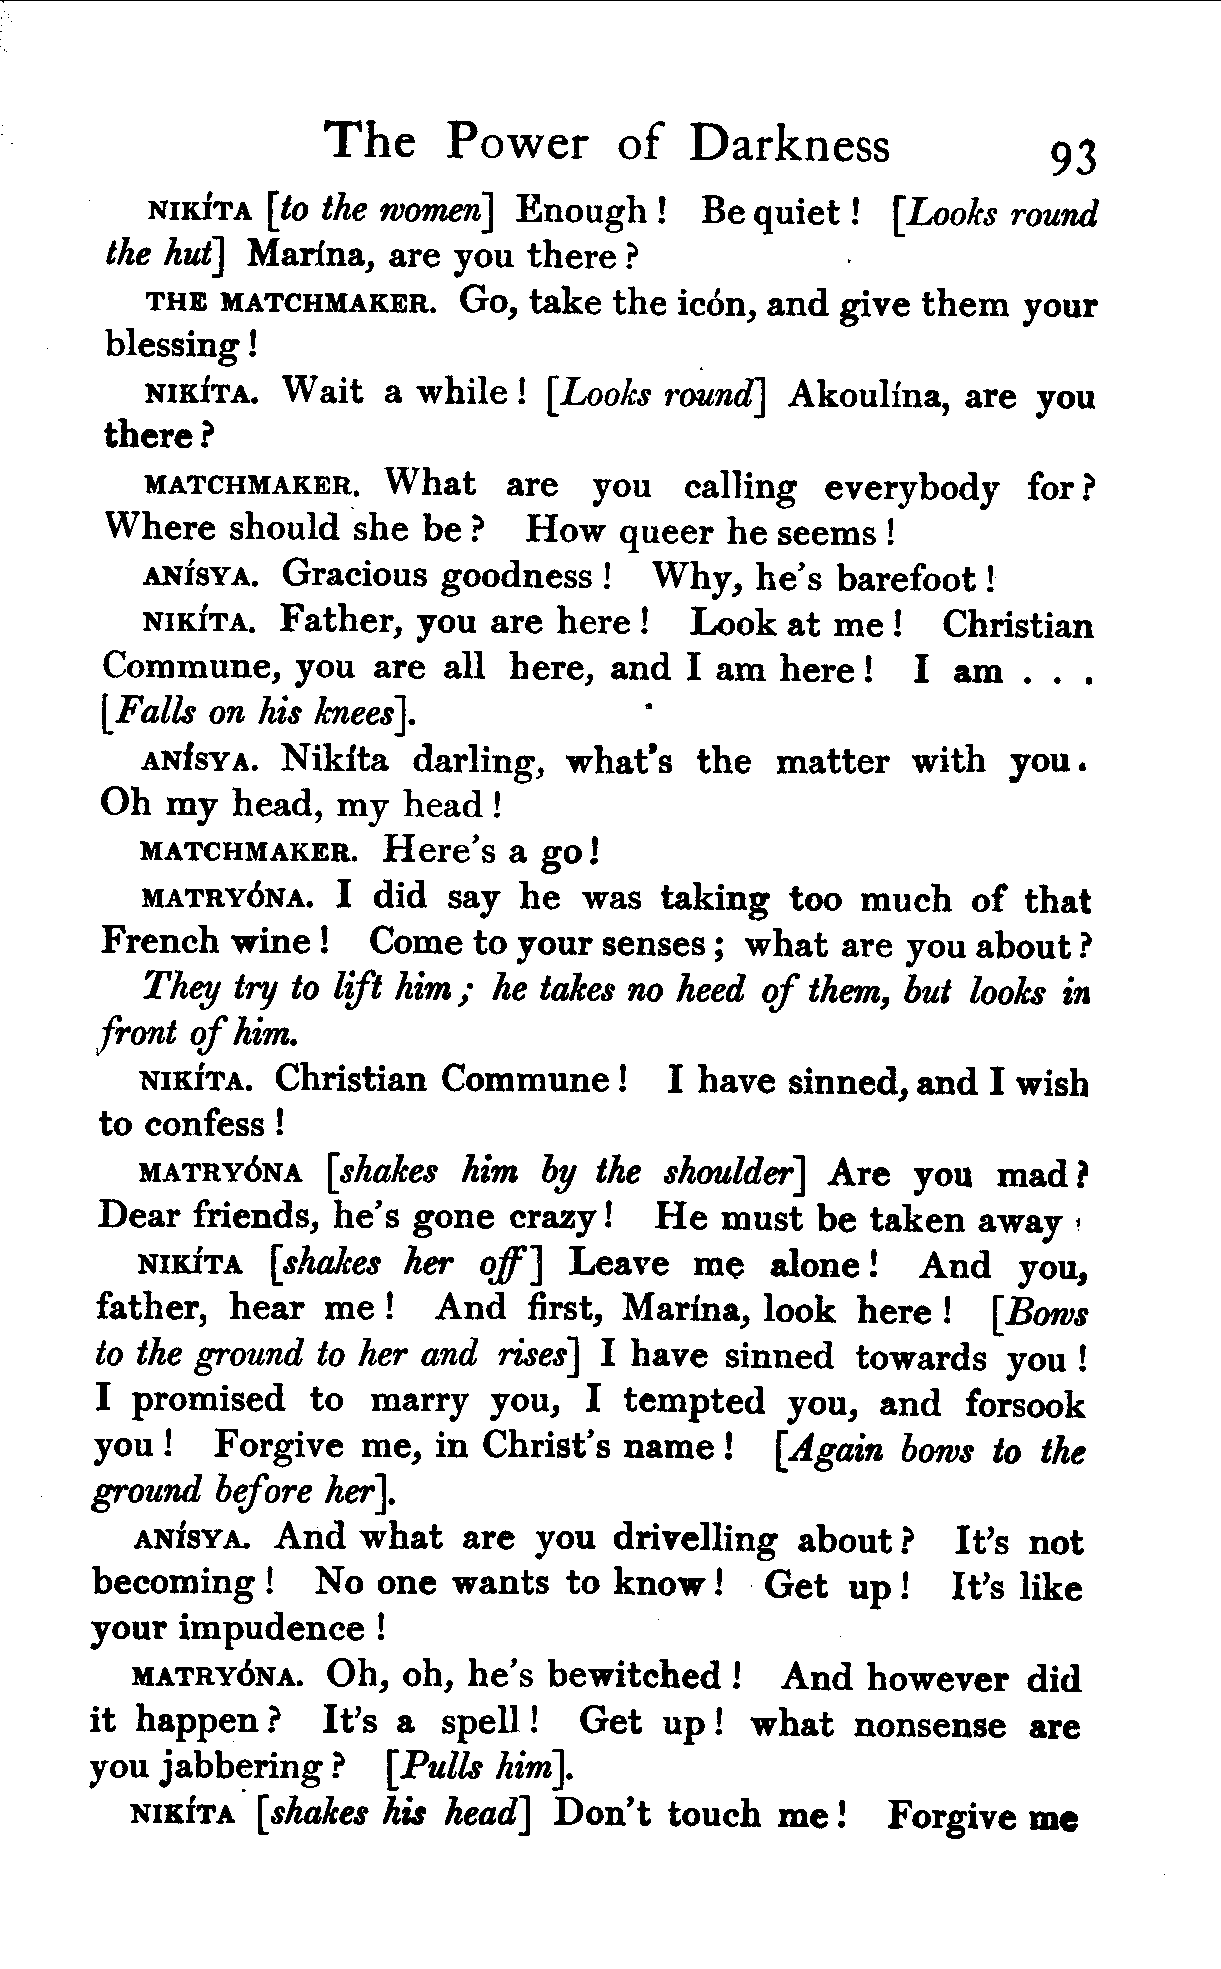 The Power of Darkness 93
NIKÍTA [to the women] Enough! Be quiet! [Looks round
the hut] Marína, are you there?
THE MATCHMAKER. Go, take the icón, and give them your
blessing!
NIKÍTA. Wait a while! [Looks round] Akoulína, are you
there?
MATCHMAKER. What are you calling everybody for?
Where should she be? How queer he seems!
ANÍSYA. Gracious goodness! Why, he's barefoot!
NIKÍTA. Father, you are here! Look at me! Christian
Commune, you are all here, and I am here! I am . . .
[Falls on his knees].
ANÍSYA. Nikíta darling, what's the matter with you.
Oh my head, my head!
MATCHMAKER. Here's a go!
MATRYÓNA. I did say he was taking too much of that
French wine! Come to your senses; what are you about?
They try to lift him; he takes no heed of them, but looks in
front of him.
NIKÍTA. Christian Commune! I have sinned, and I wish
to confess!
MATRYÓNA [shakes him by the shoulder] Are you mad?
Dear friends, he's gone crazy! He must be taken away!
NIKÍTA [shakes her off] Leave me alone! And you,
father, hear me! And first, Marína, look here! [Bows
to the ground to her and rises] I have sinned towards you!
I promised to marry you, I tempted you, and forsook
you! Forgive me, in Christ's name! [Again bows to the
ground before her].
ANÍSYA. And what are you drivelling about? It's not
becoming! No one wants to know! Get up! It's like
your impudence!
MATRYÓNA. Oh, oh, he's bewitched! And however did
it happen? It's a spell! Get up! what nonsense are
you jabbering? [Pulls him].
NIKÍTA [shakes his head] Don't touch me! Forgive me